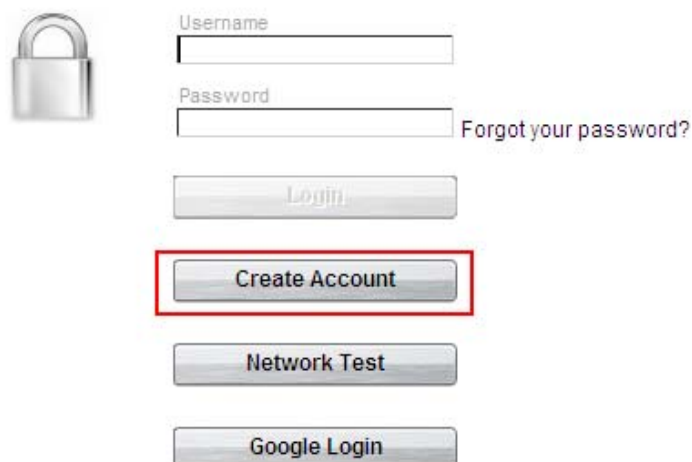 Username
Password
Forgot your password?
Login
Create Account
Network Test
Google Login